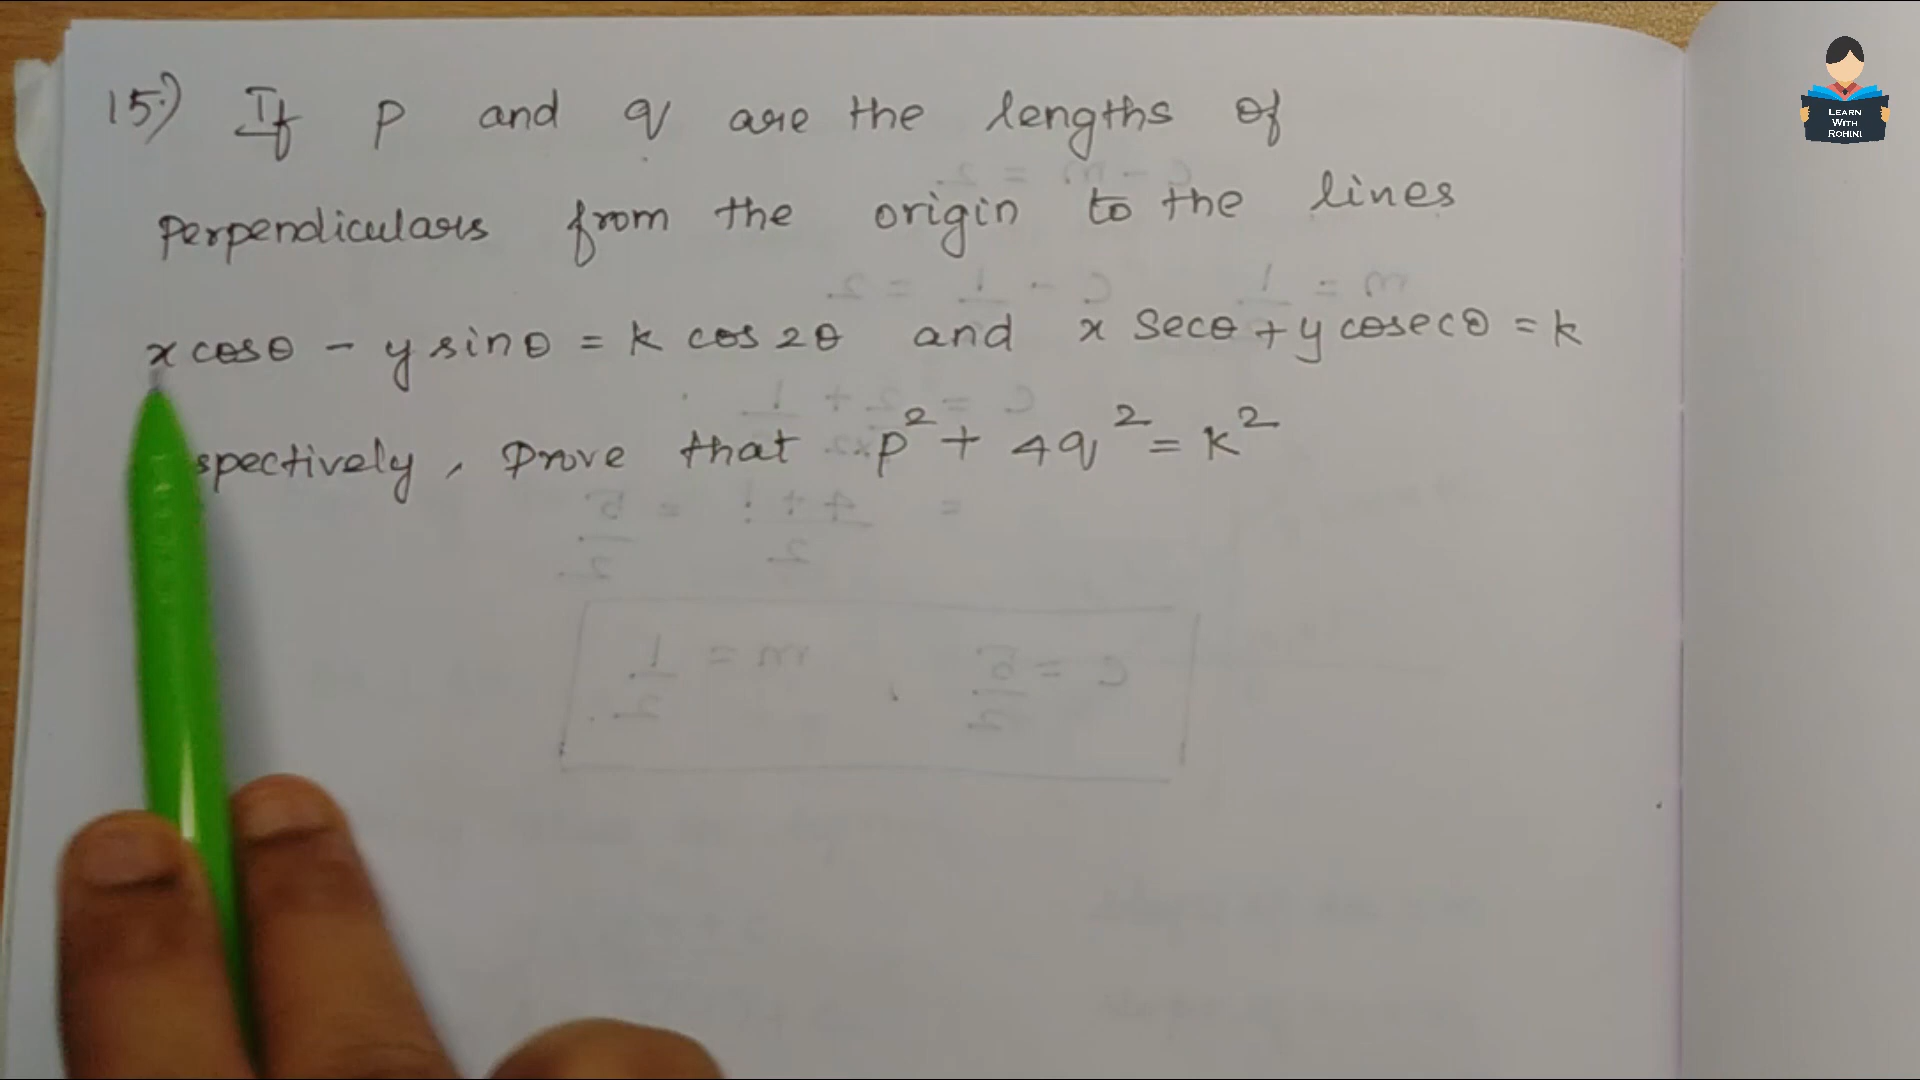 15.) If p and q are the lengths of
perpendiculars from the origin to the lines
x cosθ - y sinθ = k cos 2θ and x secθ + y cosecθ = k
spectively, prove that p² + 4q² = k²
LEARN
WITH
ROHINI